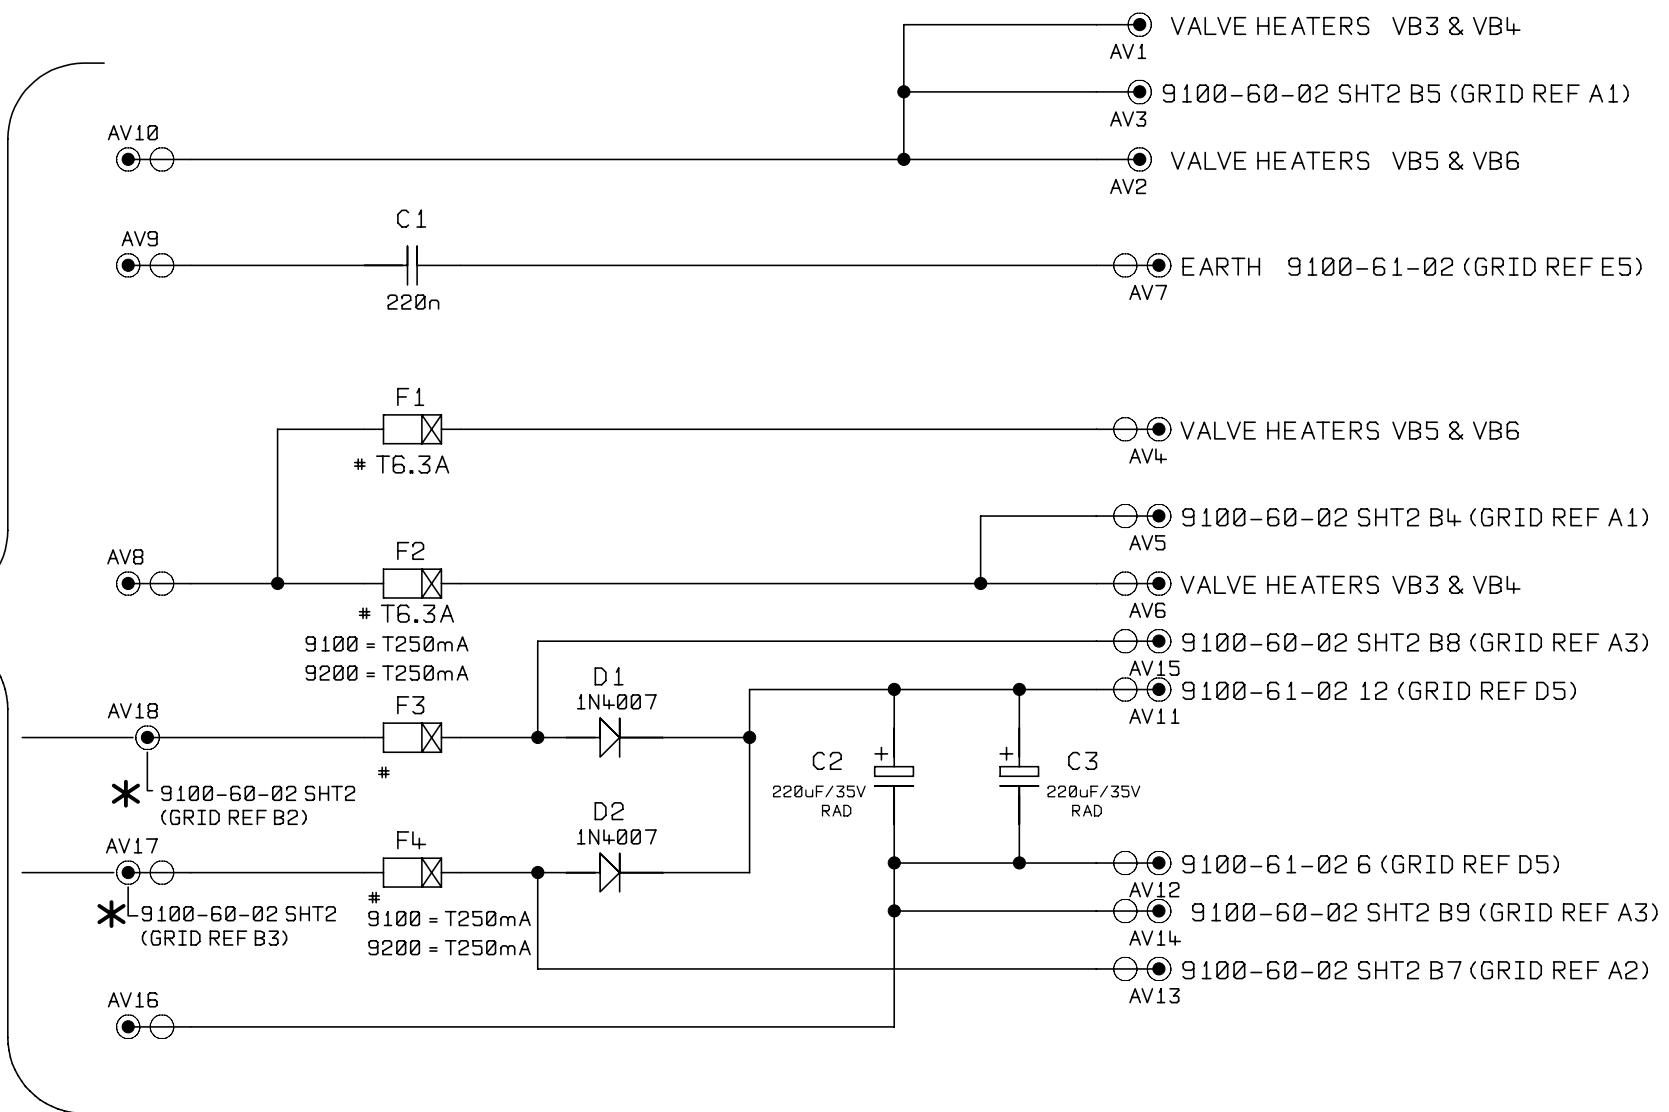 VALVE HEATERS VB3 & VB4
AV1
9100-60-02 SHT2 B5 (GRID REF A1)
AV3
AV10
VALVE HEATERS VB5 & VB6
AV2
C1
AV9
220n
EARTH 9100-61-02 (GRID REF E5)
AV7
F1
# T6.3A
VALVE HEATERS VB5 & VB6
AV4
9100-60-02 SHT2 B4 (GRID REF A1)
AV5
AV8
F2
# T6.3A
VALVE HEATERS VB3 & VB4
AV6
9100 = T250mA
9200 = T250mA
9100-60-02 SHT2 B8 (GRID REF A3)
AV15
D1
1N4007
9100-61-02 12 (GRID REF D5)
AV11
AV18
F3
#
* 9100-60-02 SHT2
(GRID REF B2)
C2
220uF/35V
RAD
+
+
C3
220uF/35V
RAD
D2
1N4007
AV17
F4
#
* 9100-60-02 SHT2
(GRID REF B3)
9100 = T250mA
9200 = T250mA
9100-61-02 6 (GRID REF D5)
AV12
9100-60-02 SHT2 B9 (GRID REF A3)
AV14
9100-60-02 SHT2 B7 (GRID REF A2)
AV13
AV16